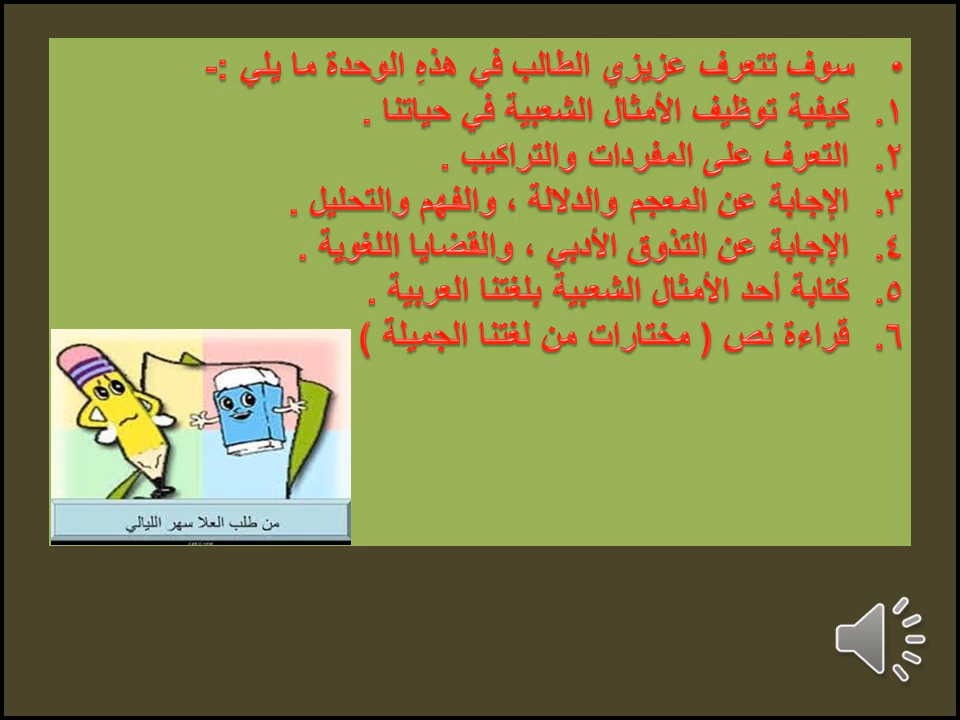 • سوف تتعرف عزيزي الطالب في هذهِ الوحدة ما يلي :-
١. كيفية توظيف الأمثال الشعبية في حياتنا .
٢. التعرف على المفردات والتراكيب .
٣. الإجابة عن المعجم والدلالة ، والفهم والتحليل .
٤. الإجابة عن التذوق الأدبي ، والقضايا اللغوية .
٥. كتابة أحد الأمثال الشعبية بلغتنا العربية .
٦. قراءة نص ( مختارات من لغتنا الجميلة )
من طلب العلا سهر الليالي